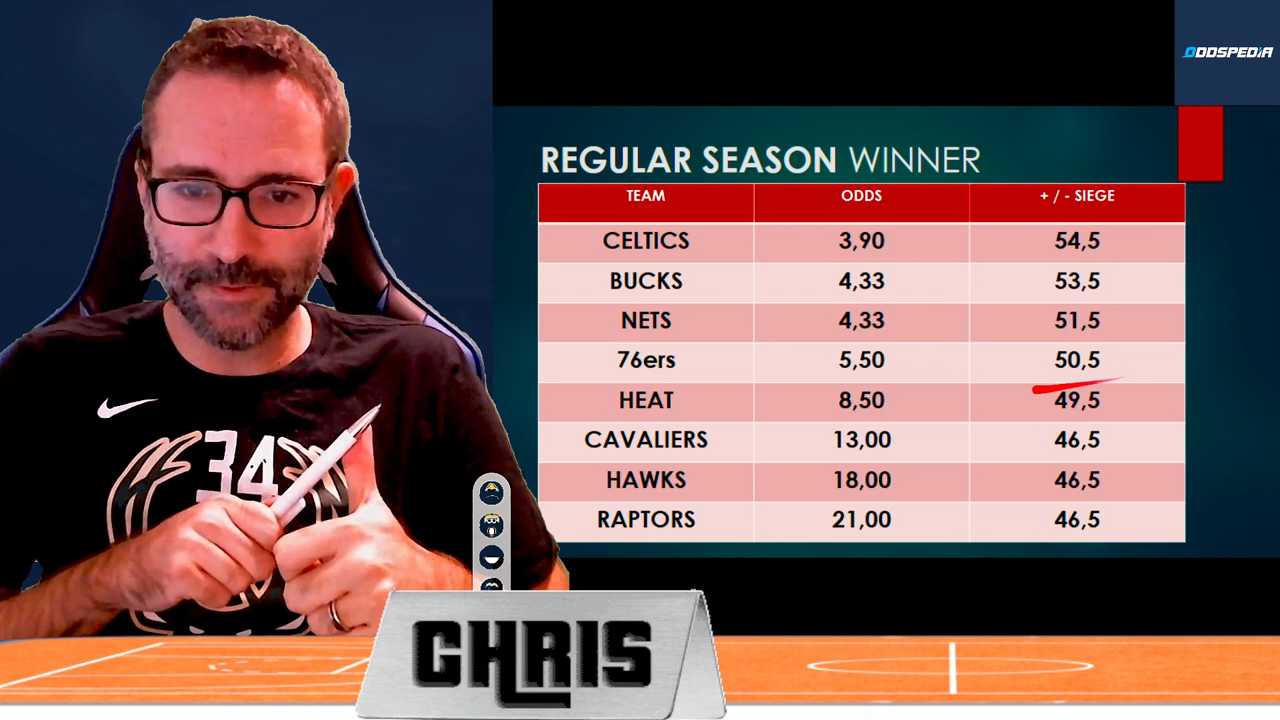 ODDSPEDIA
REGULAR SEASON WINNER
TEAM ODDS + / - SIEGE
CELTICS 3,90 54,5
BUCKS 4,33 53,5
NETS 4,33 51,5
76ers 5,50 50,5
HEAT 8,50 49,5
CAVALIERS 13,00 46,5
HAWKS 18,00 46,5
RAPTORS 21,00 46,5
34
CHRIS